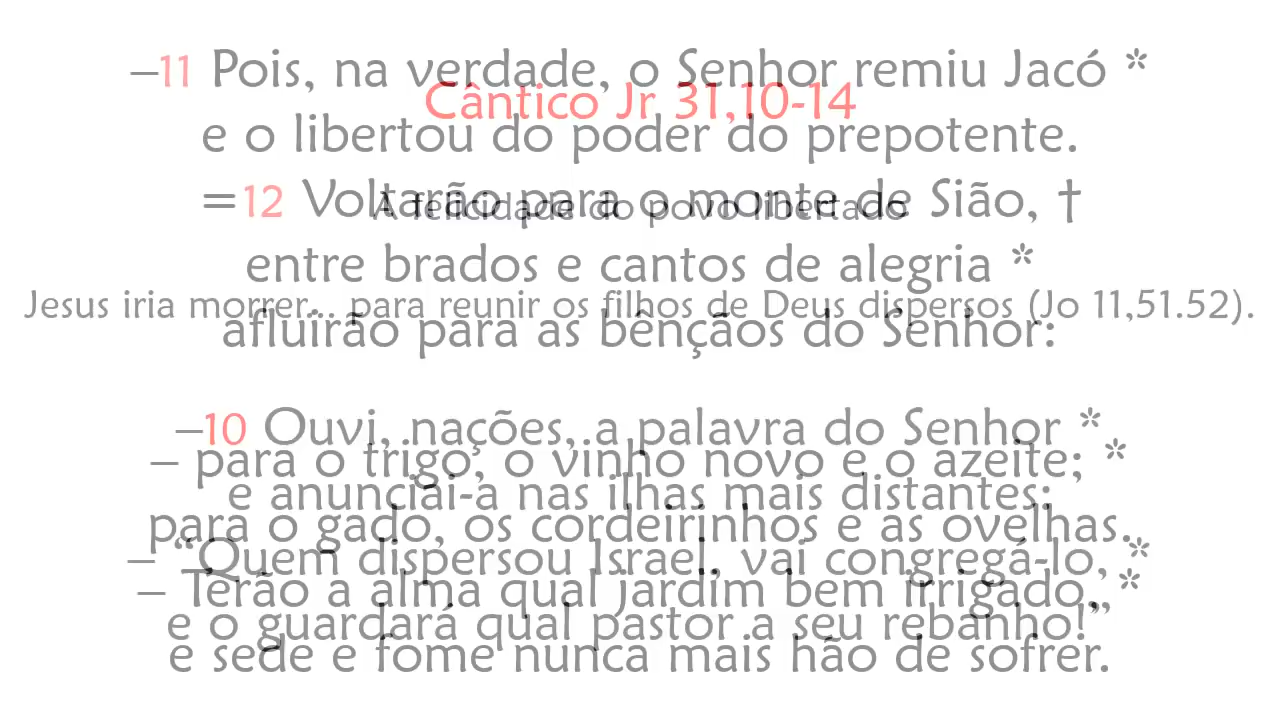 Cântico Jr 31,10-14
A felicidade do povo libertado
Jesus iria morrer... para reunir os filhos de Deus dispersos (Jo 11,51.52).
–10 Ouvi, nações, a palavra do Senhor *
e anunciai-a nas ilhas mais distantes:
– “Quem dispersou Israel, vai congregá-lo, *
e o guardará qual pastor a seu rebanho!”
–11 Pois, na verdade, o Senhor remiu Jacó *
e o libertou do poder do prepotente.
=12 Voltarão para o monte de Sião, †
entre brados e cantos de alegria *
afluirão para as bênçãos do Senhor:
– para o trigo, o vinho novo e o azeite; *
para o gado, os cordeirinhos e as ovelhas.
– Terão a alma qual jardim bem irrigado, *
e sede e fome nunca mais hão de sofrer.